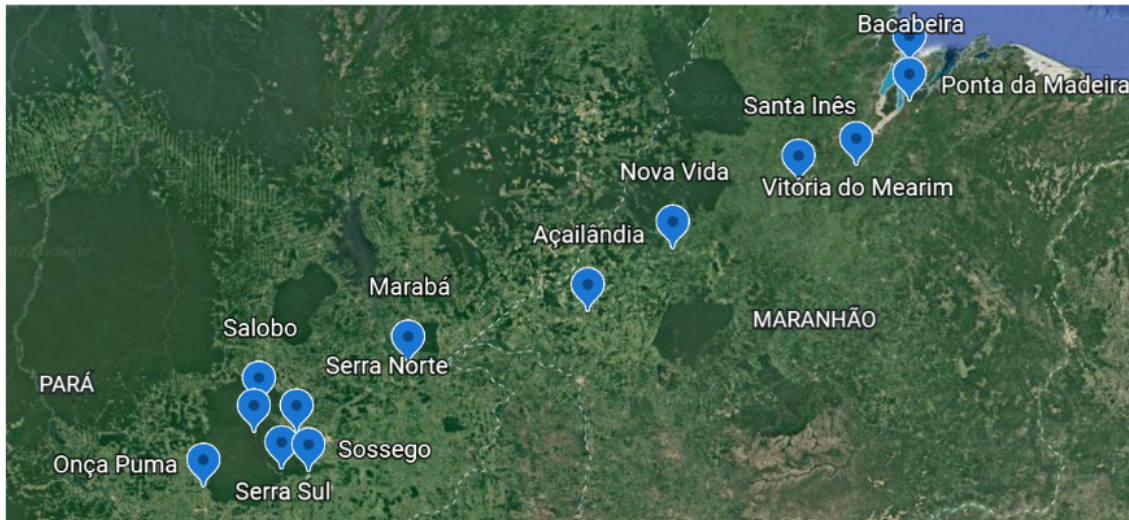 Bacabeira
Ponta da Madeira
Santa Inês
Nova Vida
Vitória do Mearim
Açailândia
Marabá
MARANHÃO
Salobo
Serra Norte
PARÁ
Sossego
Onça Puma
Serra Sul